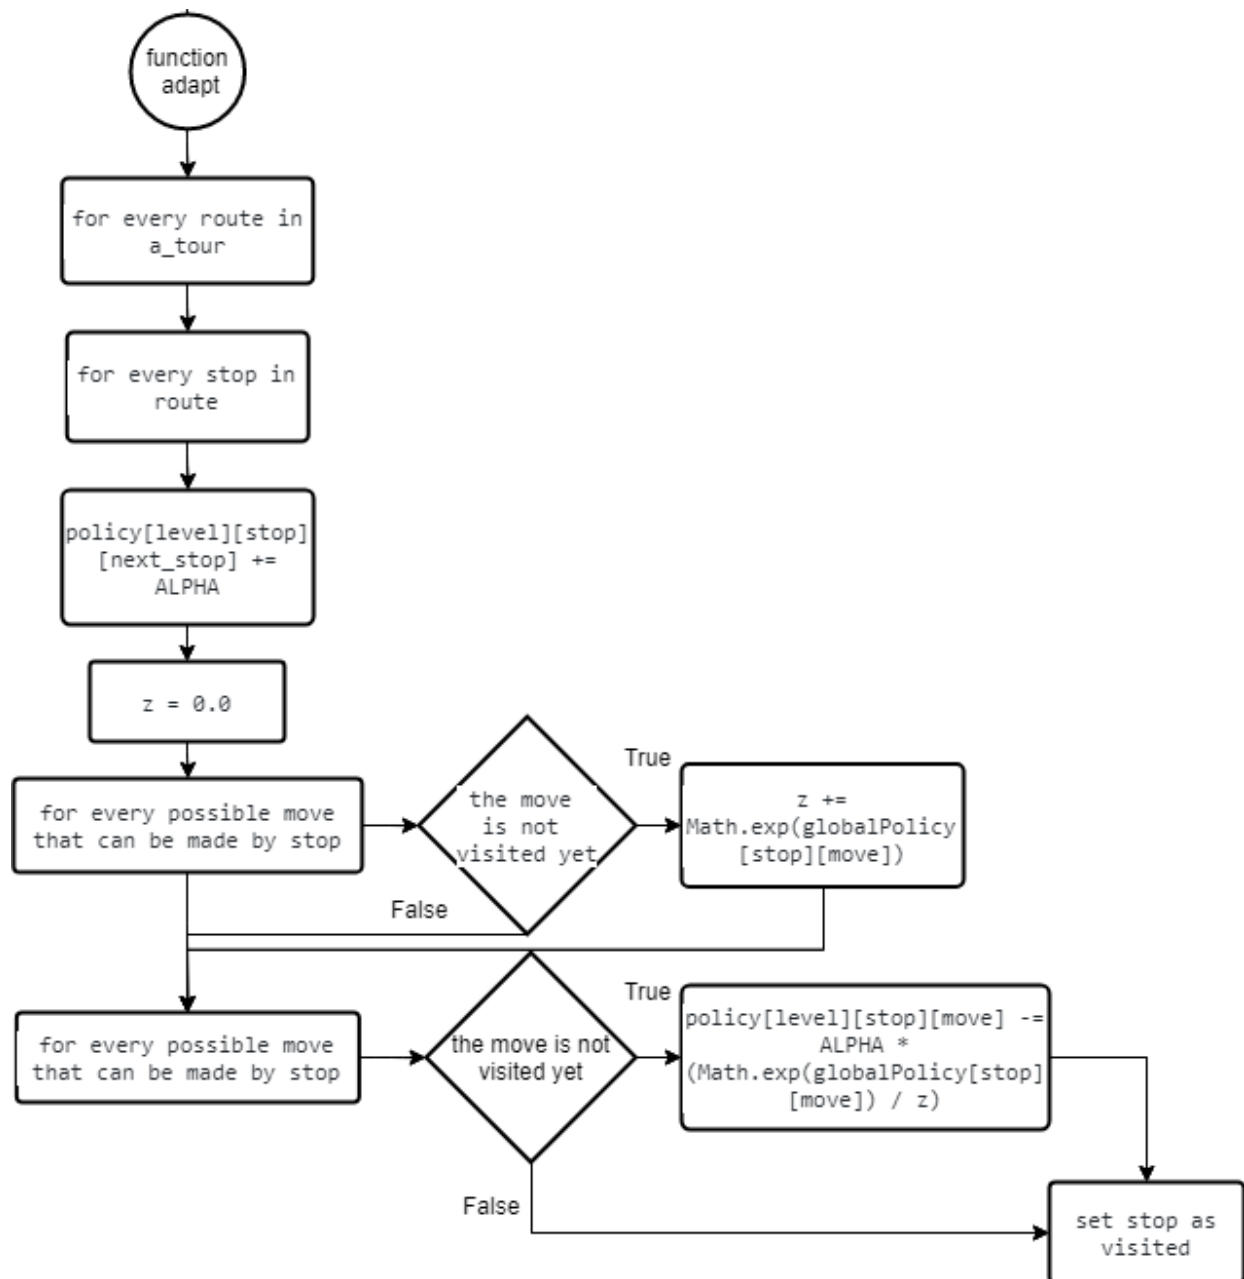 function
adapt
for every route in
a_tour
for every stop in
route
policy[level][stop]
[next_stop] +=
ALPHA
z = 0.0
for every possible move
that can be made by stop
the move
is not
visited yet
True
z +=
Math.exp(globalPolicy
[stop][move])
False
for every possible move
that can be made by stop
the move is not
visited yet
True
policy[level][stop][move] -=
ALPHA *
(Math.exp(globalPolicy[stop]
[move]) / z)
False
set stop as
visited